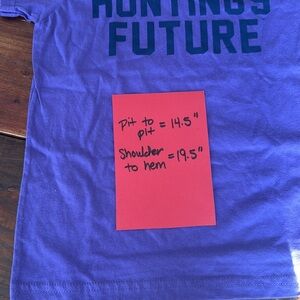 HUNTING'S
FUTURE
Pit to
pit = 14.5"
Shoulder
to hem = 19.5"